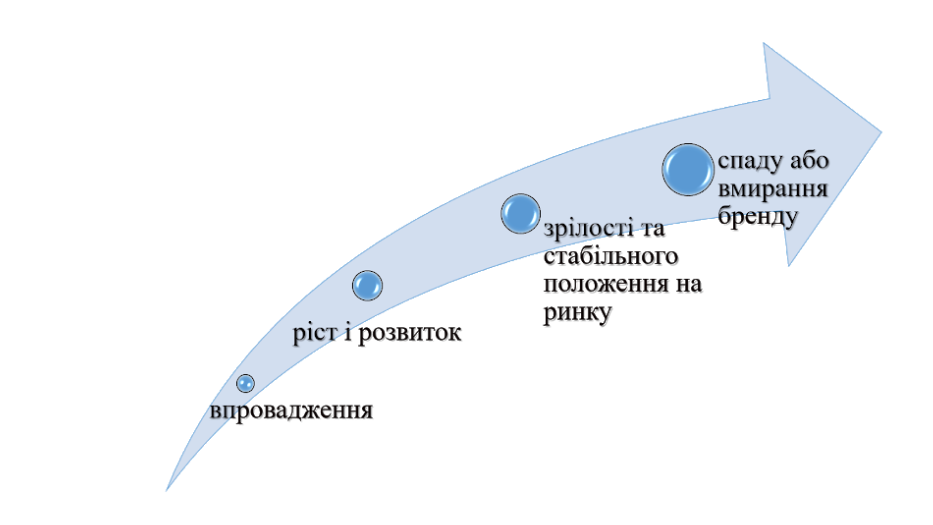 спаду або
вмирання
бренду
зрілості та
стабільного
положення на
ринку
ріст і розвиток
впровадження